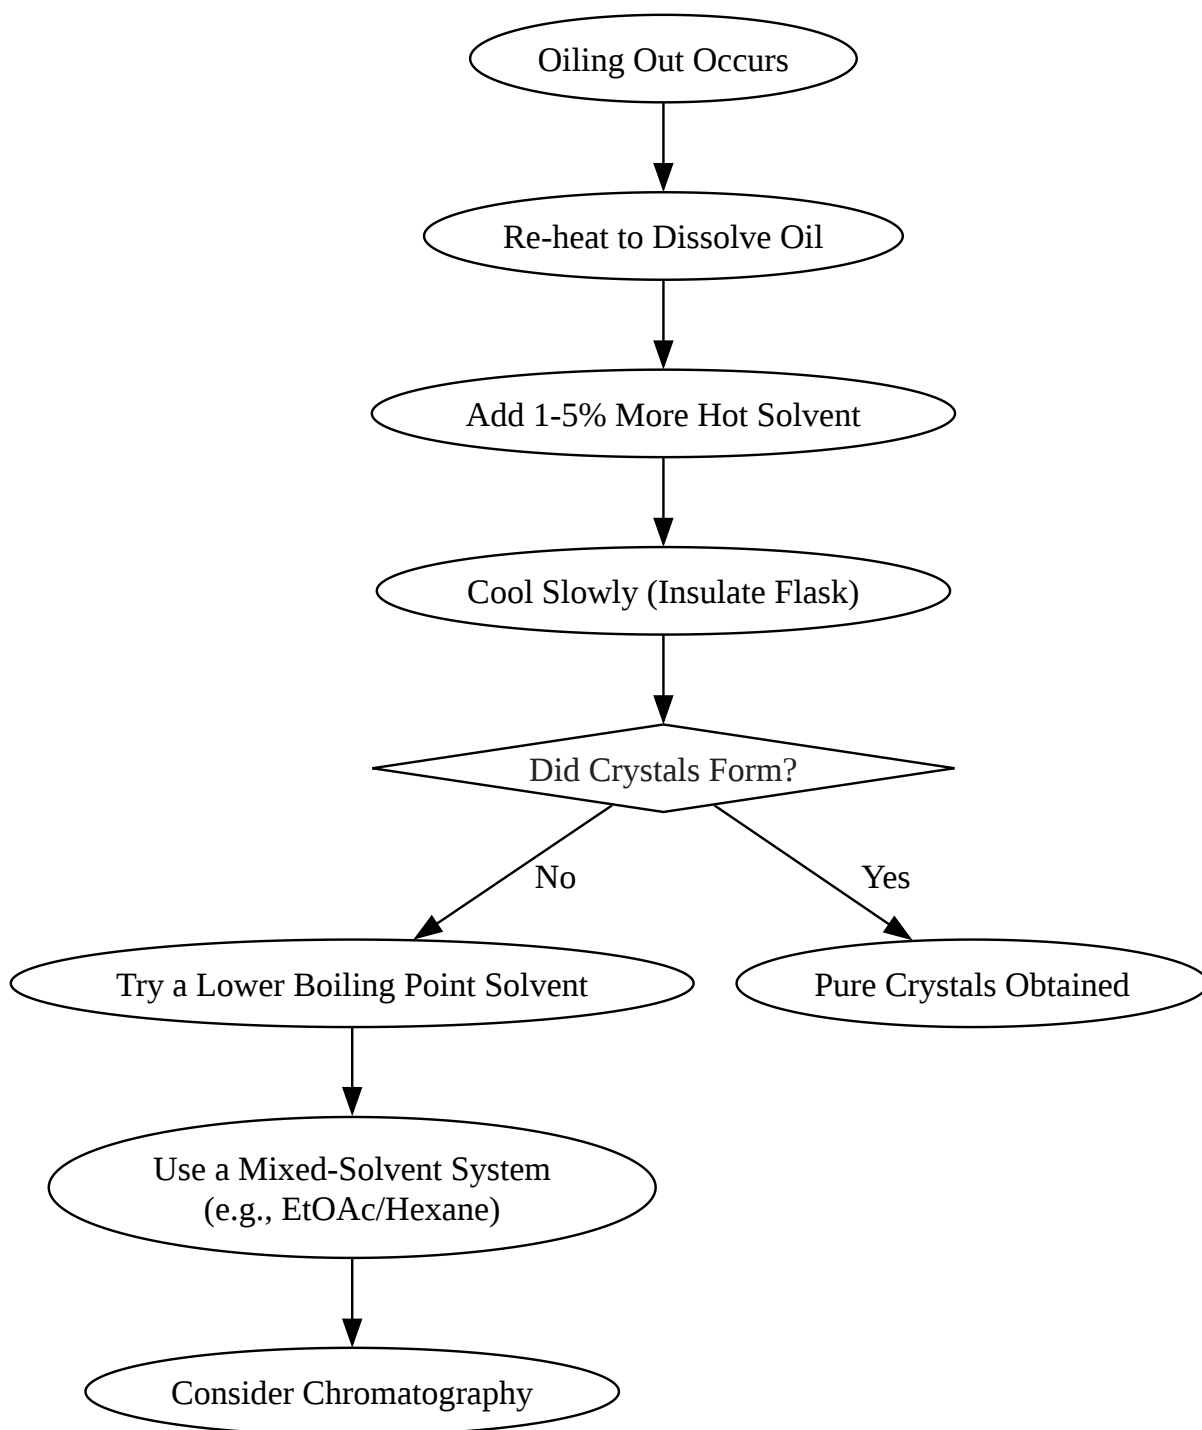 Oiling Out Occurs
Re-heat to Dissolve Oil
Add 1-5% More Hot Solvent
Cool Slowly (Insulate Flask)
Did Crystals Form?
No
Yes
Try a Lower Boiling Point Solvent
Pure Crystals Obtained
Use a Mixed-Solvent System
(e.g., EtOAc/Hexane)
Consider Chromatography